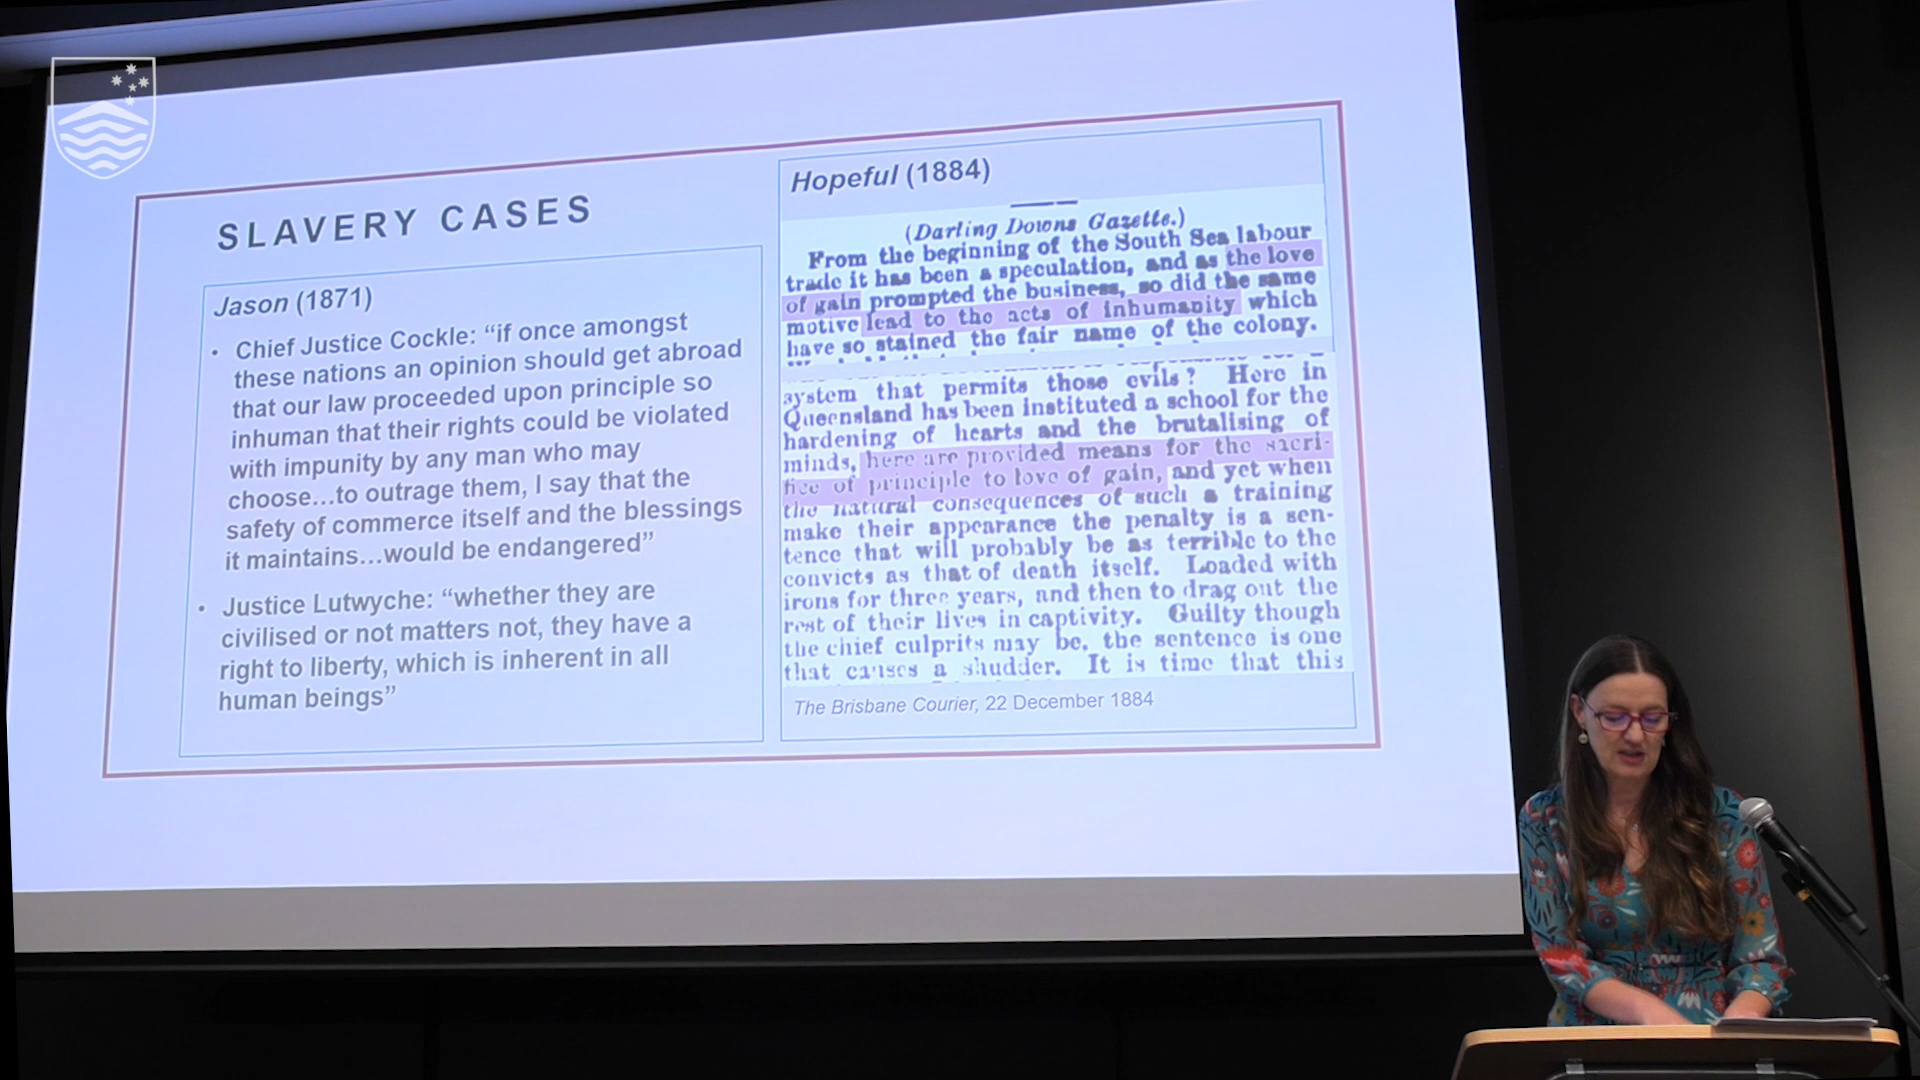 SLAVERY CASES
Jason (1871)
• Chief Justice Cockle: “if once amongst
these nations an opinion should get abroad
that our law proceeded upon principle so
inhuman that their rights could be violated
with impunity by any man who may
choose…to outrage them, I say that the
safety of commerce itself and the blessings
it maintains…would be endangered”
• Justice Lutwyche: “whether they are
civilised or not matters not, they have a
right to liberty, which is inherent in all
human beings”
Hopeful (1884)
(Darling Downs Gazette.)
From the beginning of the South Sea labour
trade it has been a speculation, and as the love
of gain prompted the business, so did the same
motive lead to the acts of inhumanity which
have so stained the fair name of the colony.
system that permits those evils? Here in
Queensland has been instituted a school for the
hardening of hearts and the brutalising of
minds, here are provided means for the sacri-
fice of principle to love of gain, and yet when
the natural consequences of such a training
make their appearance the penalty is a sen-
tence that will probably be as terrible to the
convicts as that of death itself. Loaded with
irons for three years, and then to drag out the
rest of their lives in captivity. Guilty though
the chief culprits may be, the sentence is one
that causes a shudder. It is time that this
The Brisbane Courier, 22 December 1884